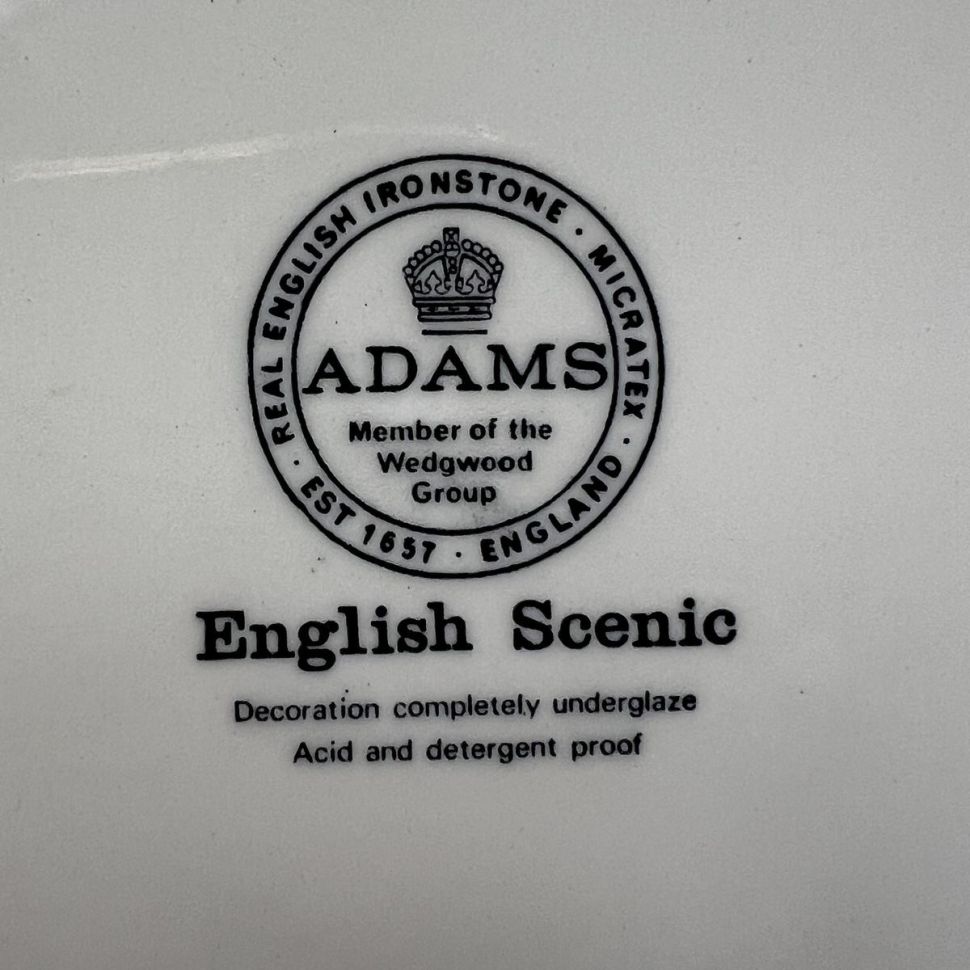 REAL ENGLISH IRONSTONE · MICRATEX · ENGLAND · EST 1657 ·
ADAMS
Member of the
Wedgwood
Group
English Scenic
Decoration completely underglaze
Acid and detergent proof